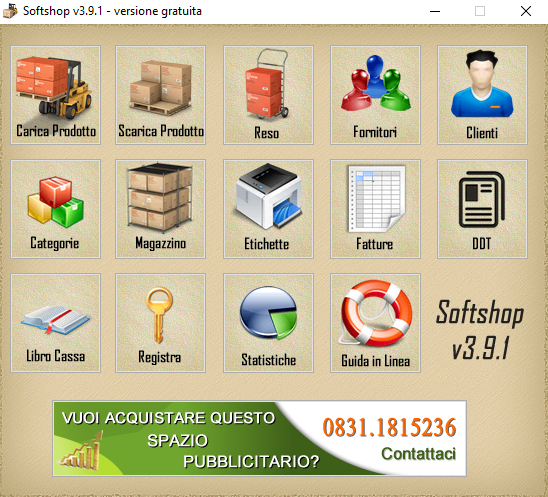 Softshop v3.9.1 - versione gratuita
Carica Prodotto
Scarica Prodotto
Reso
Fornitori
Clienti
Categorie
Magazzino
Etichette
Fatture
DDT
Libro Cassa
Registra
Statistiche
Guida in Linea
Softshop
v3.9.1
VUOI ACQUISTARE QUESTO
SPAZIO
PUBBLICITARIO?
0831.1815236
Contattaci